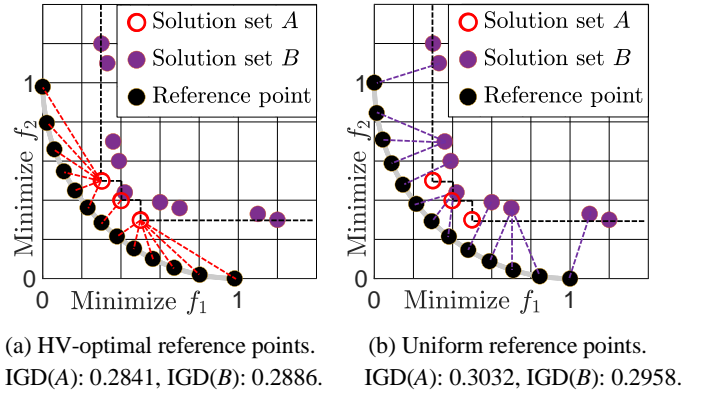 Solution set A
Solution set B
Reference point
1
Minimize f2
0
0
Minimize f1
1
Solution set A
Solution set B
Reference point
1
Minimize f2
0
0
Minimize f1
1
(a) HV-optimal reference points.
IGD(A): 0.2841, IGD(B): 0.2886.
(b) Uniform reference points.
IGD(A): 0.3032, IGD(B): 0.2958.